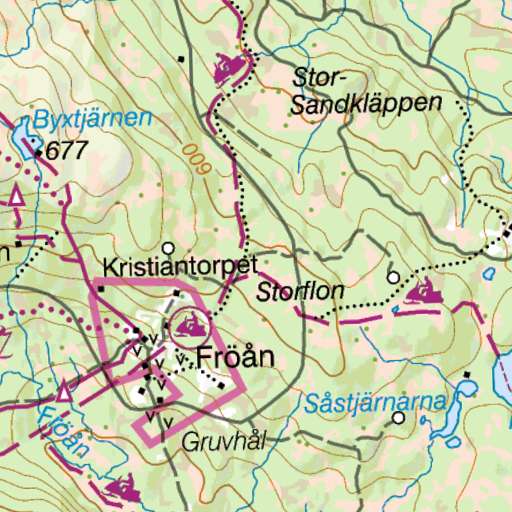 Stor-
Sandkläppen
Byxtjärnen
677
600
n
Kristiantorpet
Storflon
Fröån
Såstjärnarna
Fröån
Gruvhål